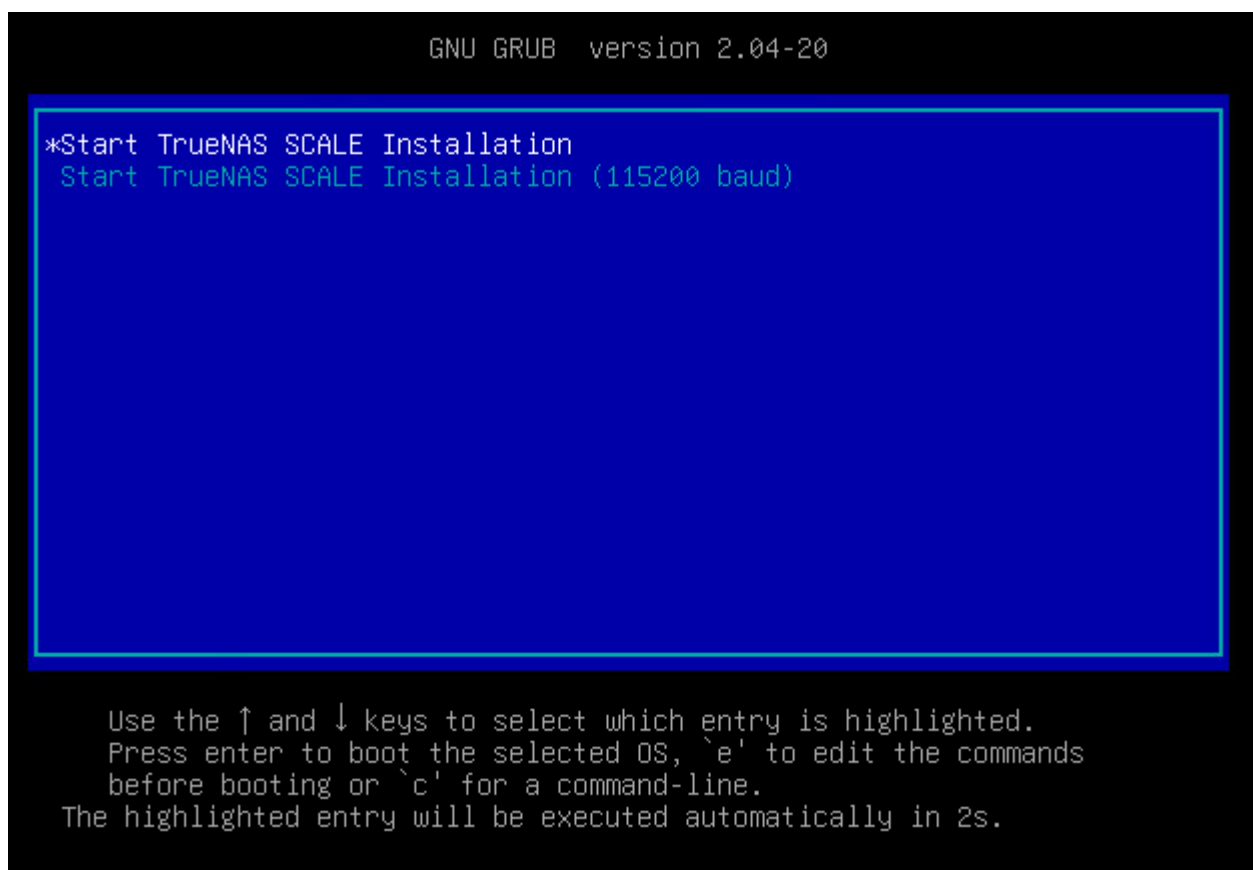 GNU GRUB version 2.04-20
*Start TrueNAS SCALE Installation
Start TrueNAS SCALE Installation (115200 baud)
Use the ↑ and ↓ keys to select which entry is highlighted.
Press enter to boot the selected OS, `e' to edit the commands
before booting or `c' for a command-line.
The highlighted entry will be executed automatically in 2s.